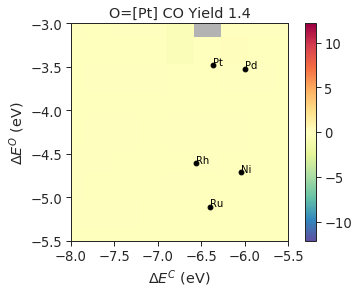 O=[Pt] CO Yield 1.4
ΔE^O (eV)
−3.0
−3.5
−4.0
−4.5
−5.0
−5.5
Pt
Pd
Rh
Ni
Ru
10
5
0
−5
−10
−8.0 −7.5 −7.0 −6.5 −6.0 −5.5
ΔE^C (eV)